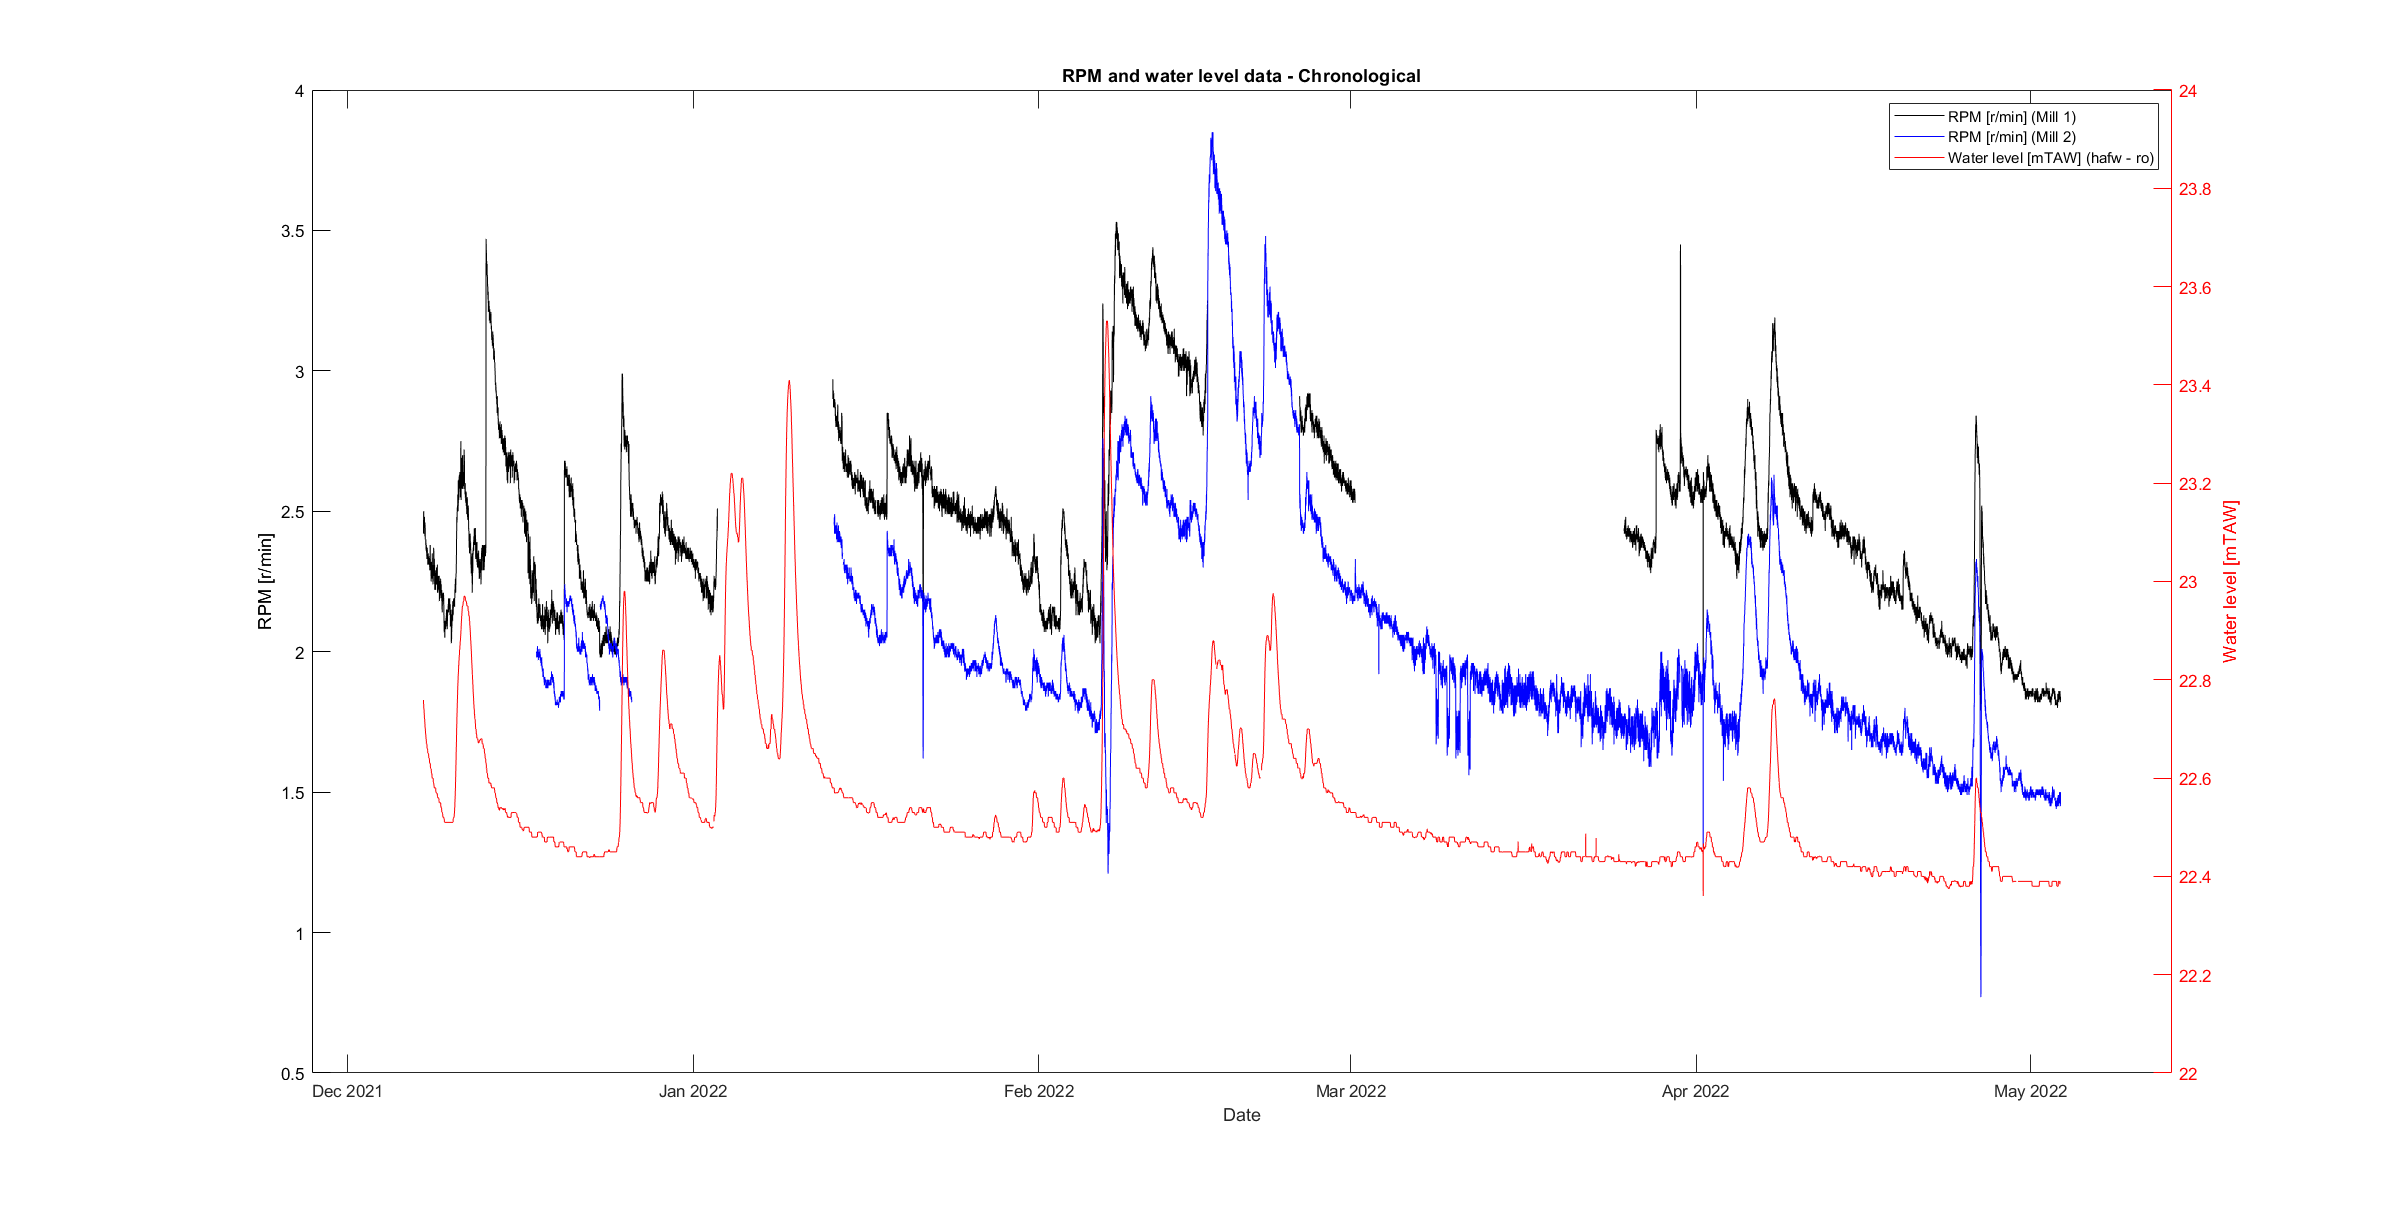 RPM and water level data - Chronological
RPM [r/min] (Mill 1)
RPM [r/min] (Mill 2)
Water level [mTAW] (hafw - ro)
4
3.5
3
2.5
2
1.5
1
0.5
RPM [r/min]
24
23.8
23.6
23.4
23.2
23
22.8
22.6
22.4
22.2
22
Water level [mTAW]
Dec 2021 Jan 2022 Feb 2022 Mar 2022 Apr 2022 May 2022
Date